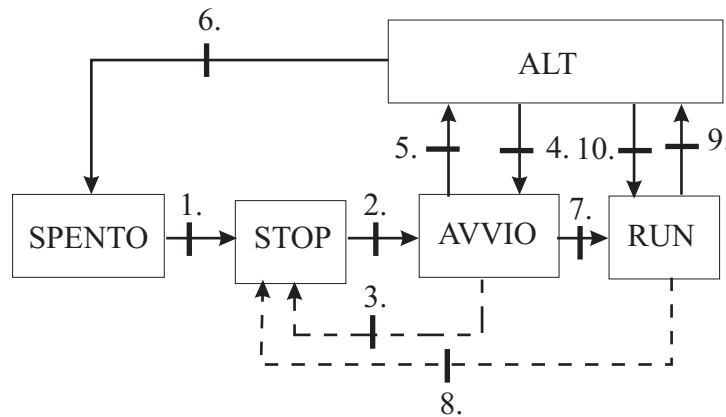 6.
ALT
5.
4.
10.
9.
1.
2.
7.
SPENTO
STOP
AVVIO
RUN
3.
8.